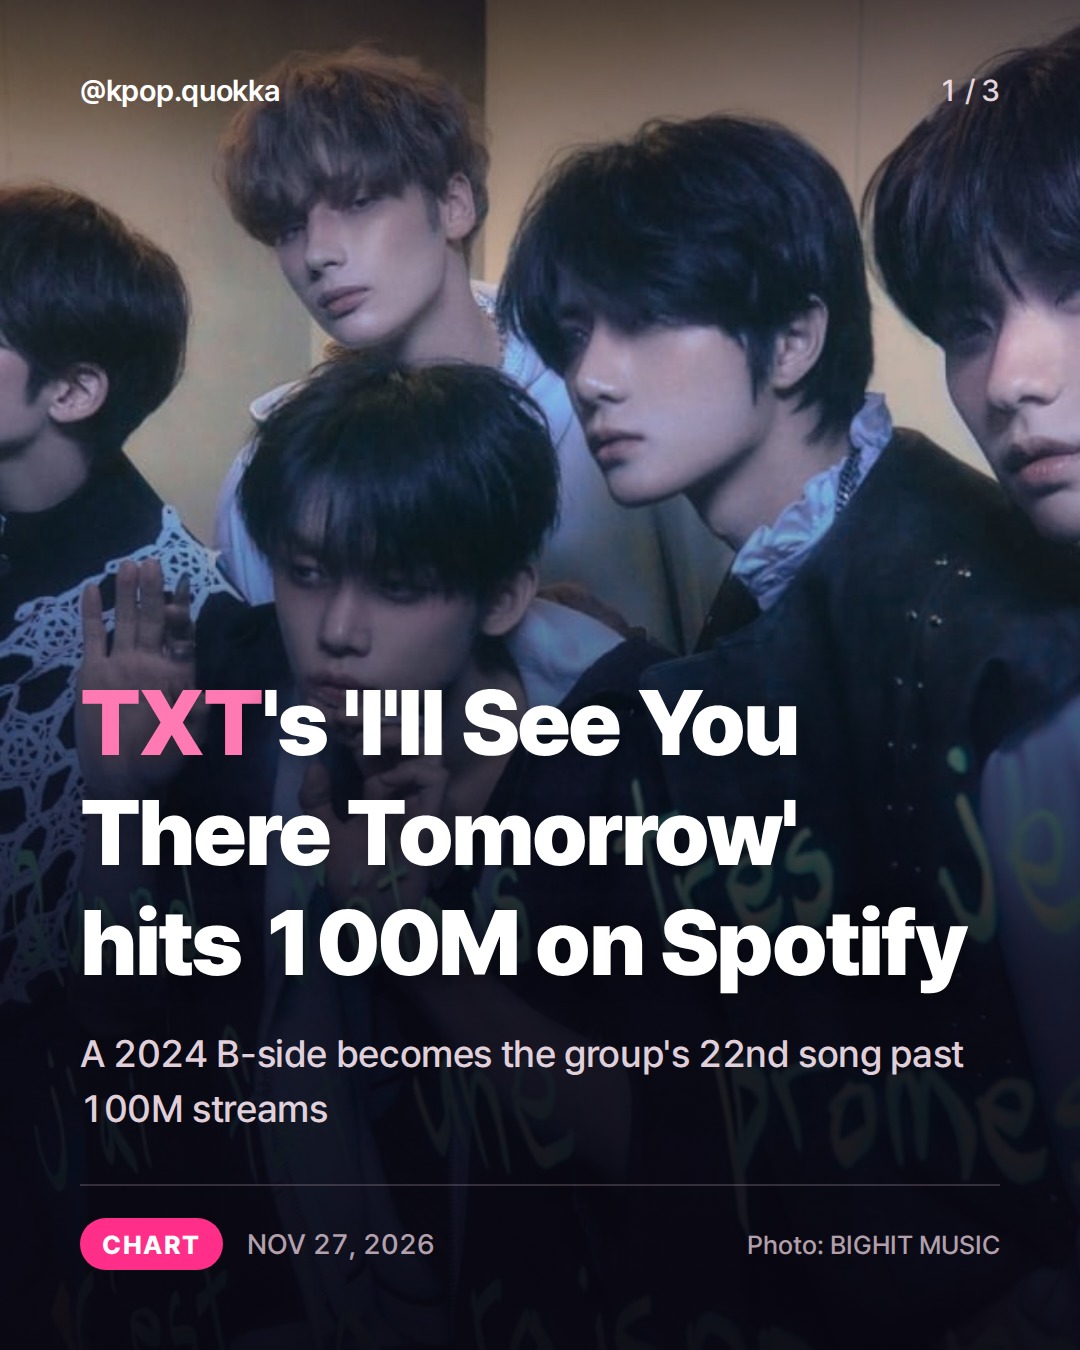 @kpop.quokka
1 / 3
TXT's 'I'll See You
There Tomorrow'
hits 100M on Spotify
A 2024 B-side becomes the group's 22nd song past
100M streams
CHART
NOV 27, 2026
Photo: BIGHIT MUSIC